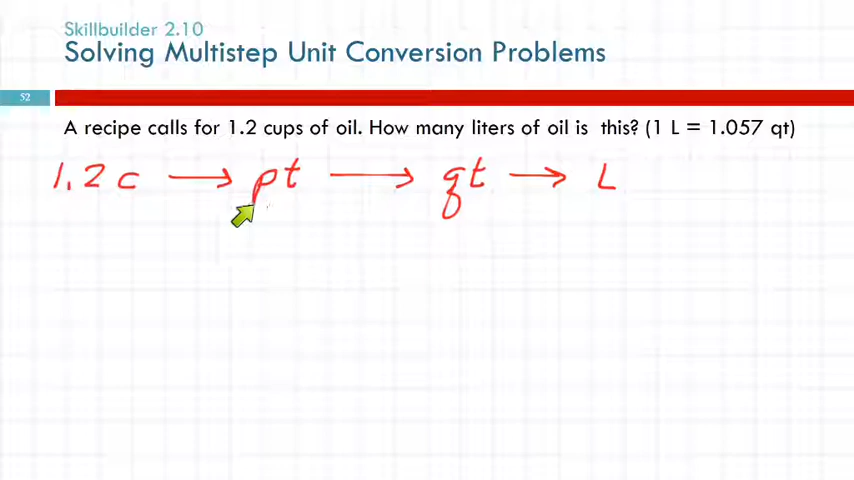 Skillbuilder 2.10
Solving Multistep Unit Conversion Problems
52
A recipe calls for 1.2 cups of oil. How many liters of oil is this? (1 L = 1.057 qt)
1.2 c → pt → qt → L